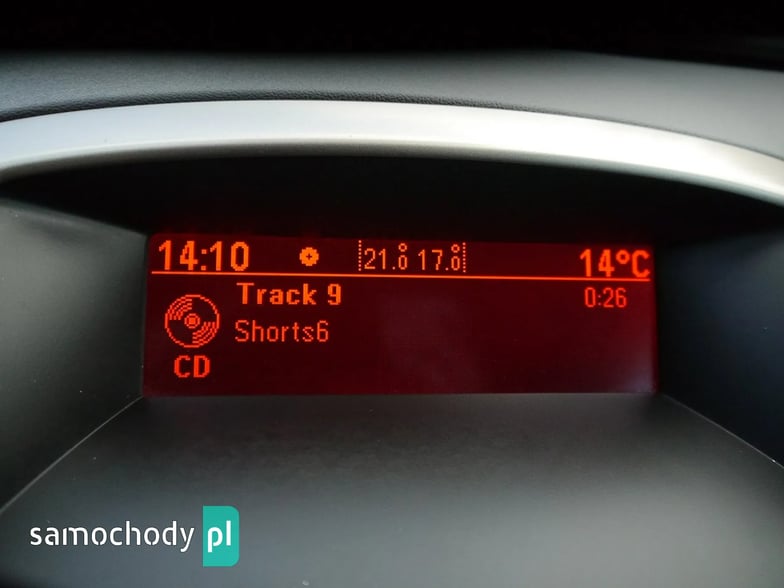 14:10 21.0° 17.0° 14°C
Track 9 0:26
Shorts6
CD
samochody pl